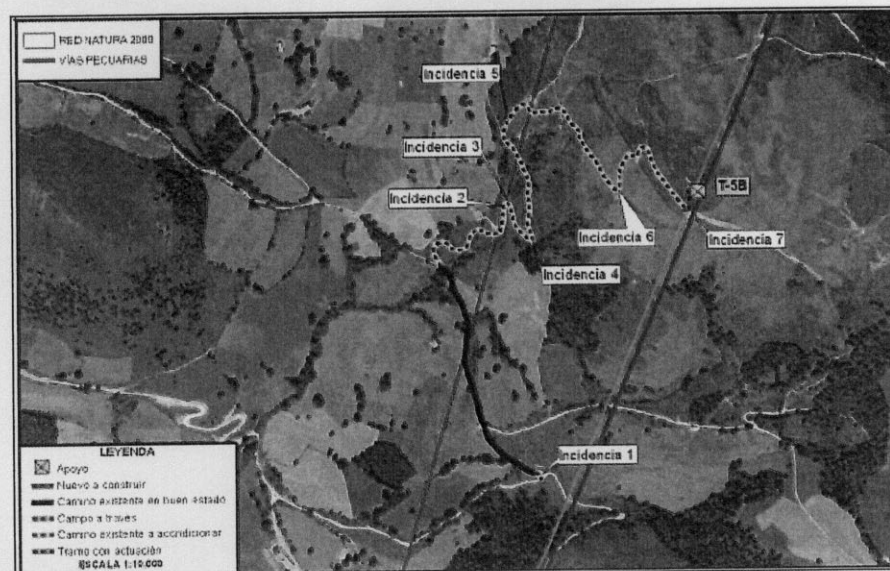 RED NATURA 2000
VÍAS PECUARIAS
Incidencia 5
Incidencia 3
Incidencia 2
T-5B
Incidencia 6
Incidencia 7
Incidencia 4
Incidencia 1
LEYENDA
Apoyo
Nuevo a construir
Camino existente en buen estado
Campo a través
Camino existente a acondicionar
Tramo con actuación
ESCALA 1:10.000